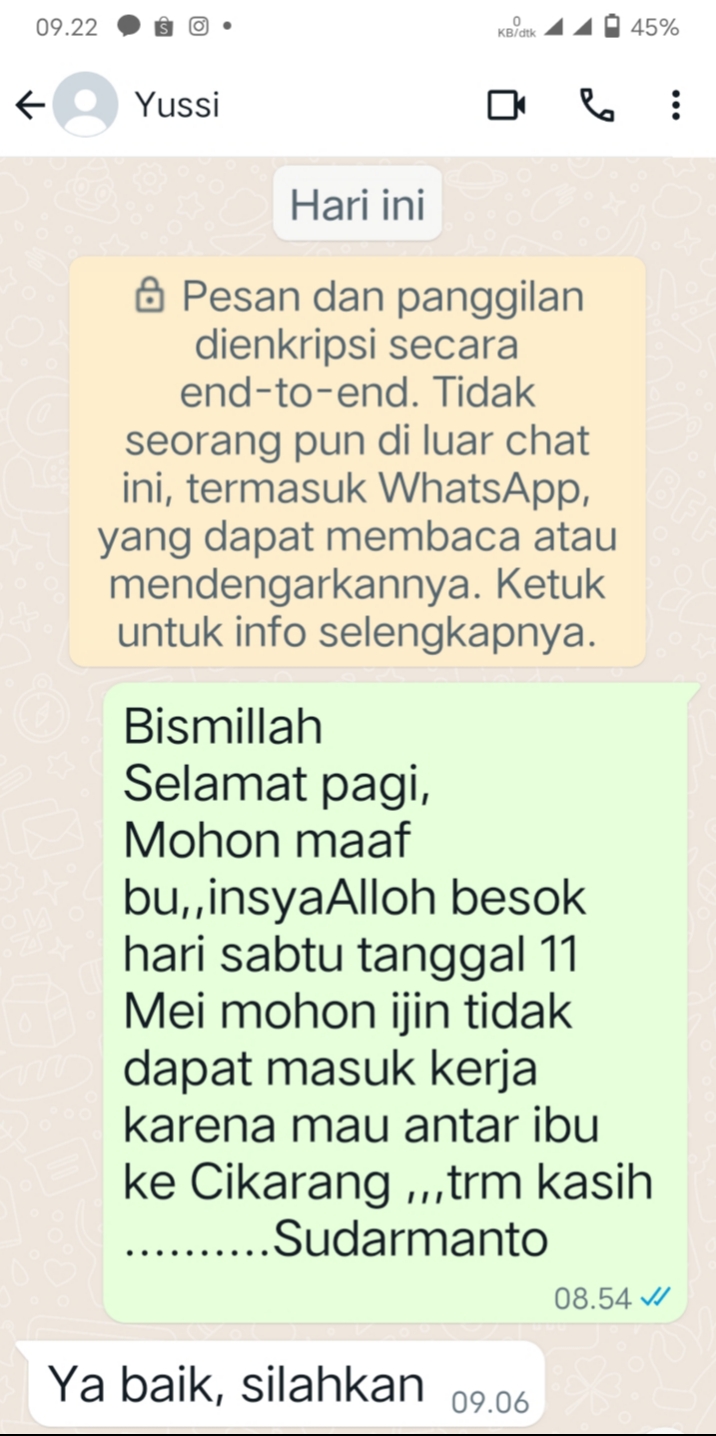 09.22
0
KB/dtk
45%
Yussi
Hari ini
Pesan dan panggilan
dienkripsi secara
end-to-end. Tidak
seorang pun di luar chat
ini, termasuk WhatsApp,
yang dapat membaca atau
mendengarkannya. Ketuk
untuk info selengkapnya.
Bismillah
Selamat pagi,
Mohon maaf
bu,,insyaAlloh besok
hari sabtu tanggal 11
Mei mohon ijin tidak
dapat masuk kerja
karena mau antar ibu
ke Cikarang ,,,trm kasih
..........Sudarmanto
08.54
Ya baik, silahkan
09.06